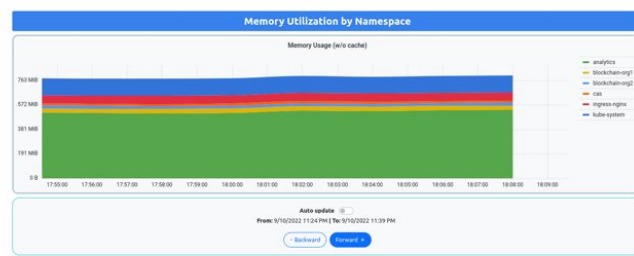 Memory Utilization by Namespace
Memory Usage (w/o cache)
763 MiB
572 MiB
381 MiB
191 MiB
0 B
17:55:00 17:56:00 17:57:00 17:58:00 17:59:00 18:00:00 18:01:00 18:02:00 18:03:00 18:04:00 18:05:00 18:06:00 18:07:00 18:08:00 18:09:00
analytics
blockchain-org1
blockchain-org2
cas
ingress-nginx
kube-system
Auto update
From: 9/10/2022 11:24 PM | To: 9/10/2022 11:39 PM
- Backward
Forward +